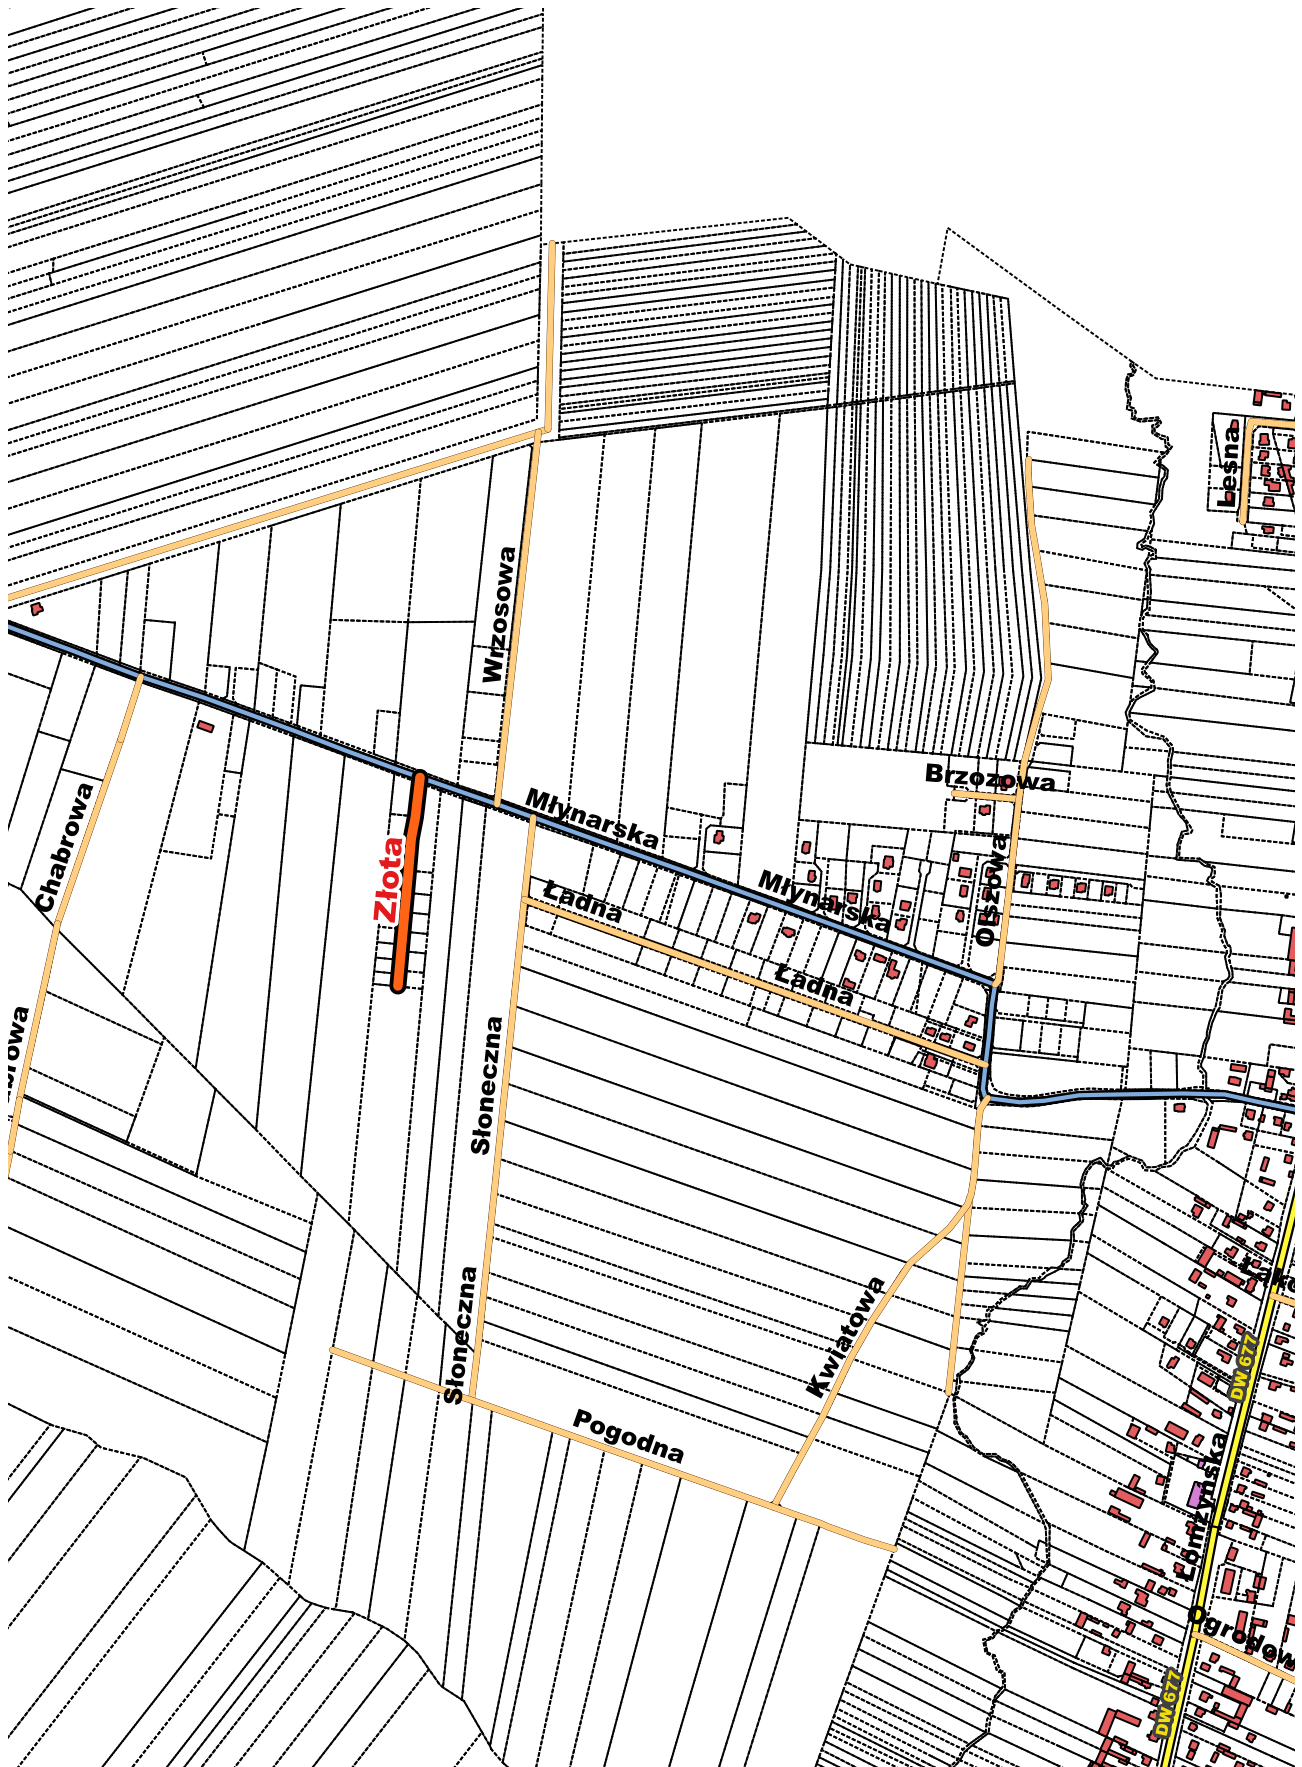 Leśna
Wrzosowa
Brzozowa
Młynarska
Chabrowa
Złota
Olszowa
Młynarska
Ładna
Ładna
Słoneczna
Słoneczna
Kwiatowa
DW 677
Pogodna
Łomżyńska
DW 677